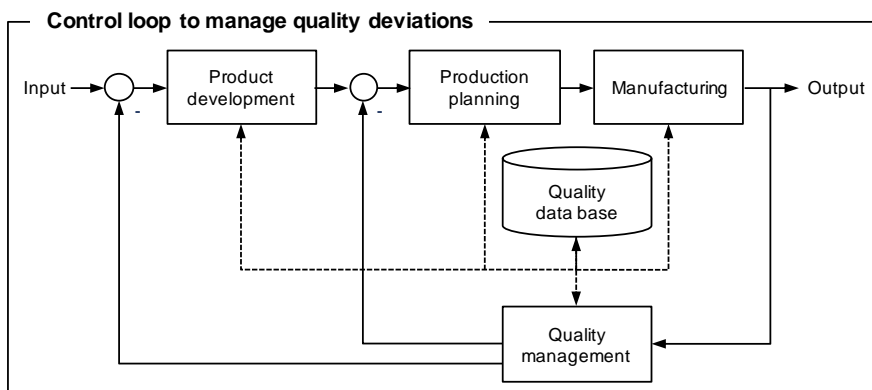 Control loop to manage quality deviations
Input
Product
development
Production
planning
Manufacturing
Output
-
-
Quality
data base
Quality
management